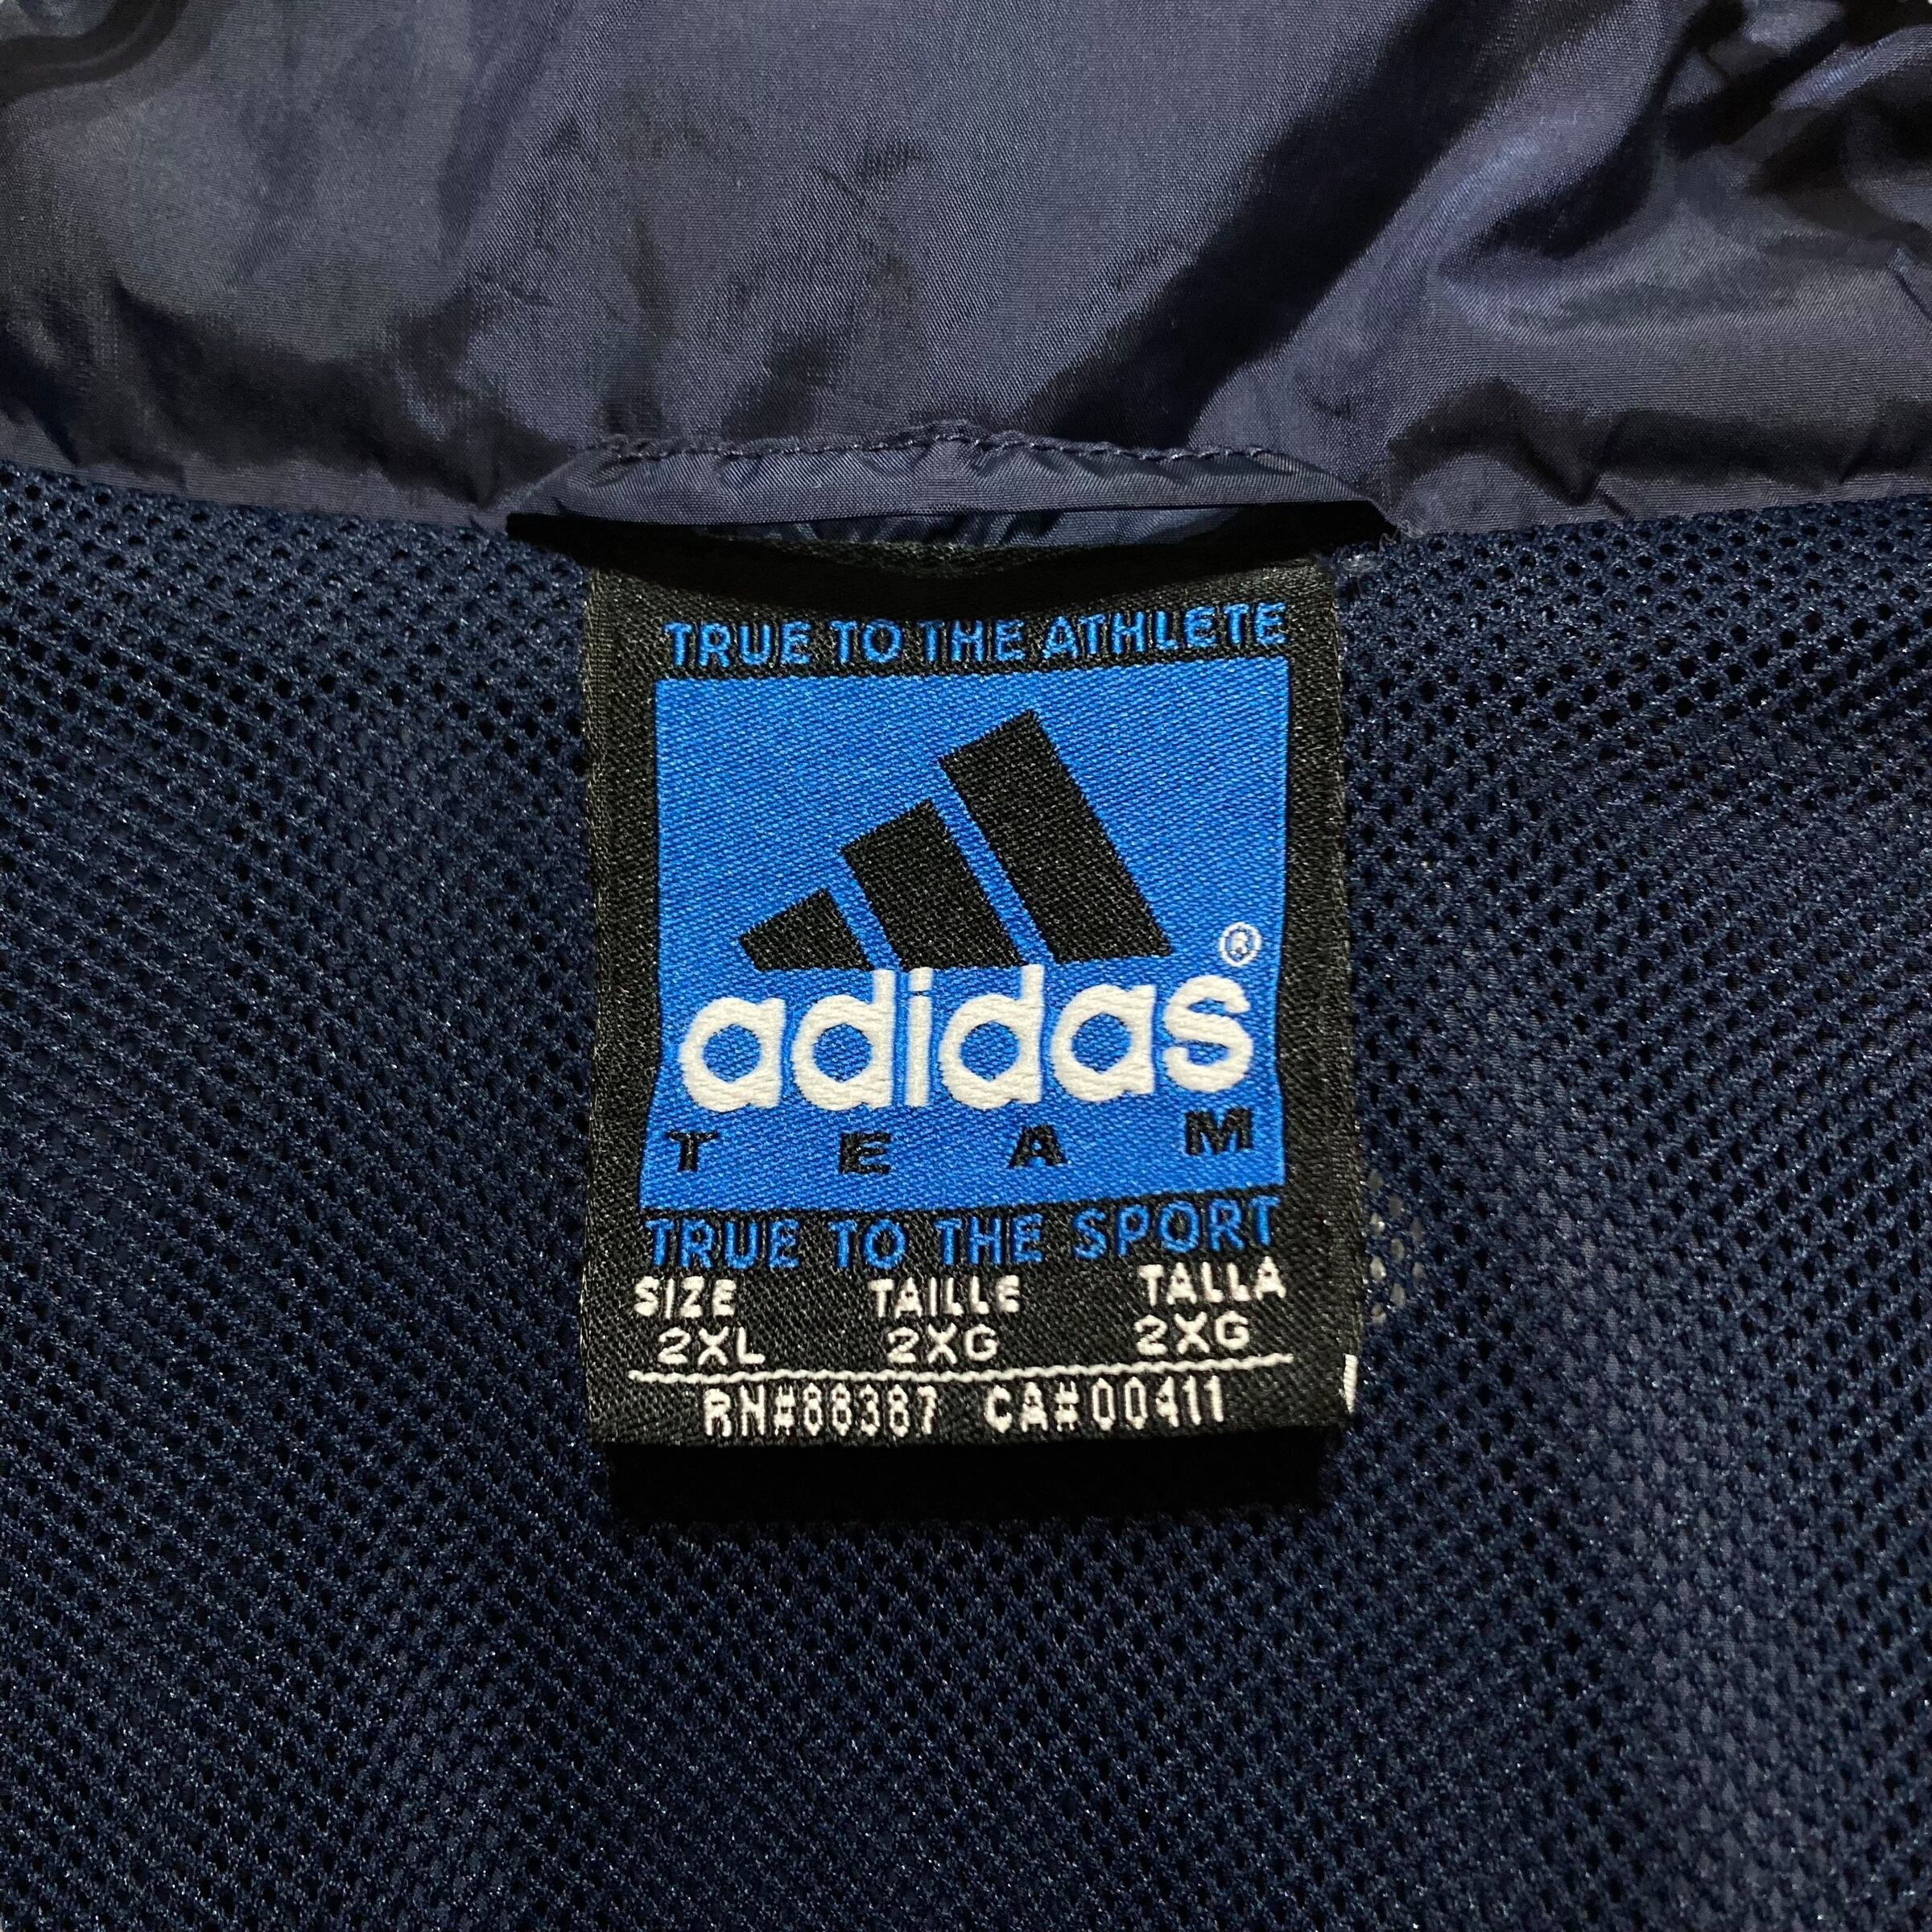 TRUE TO THE ATHLETE
adidas®
TEAM
TRUE TO THE SPORT
SIZE TAILLE TALLA
2XL 2XG 2XG
RN#88387 CA#00411